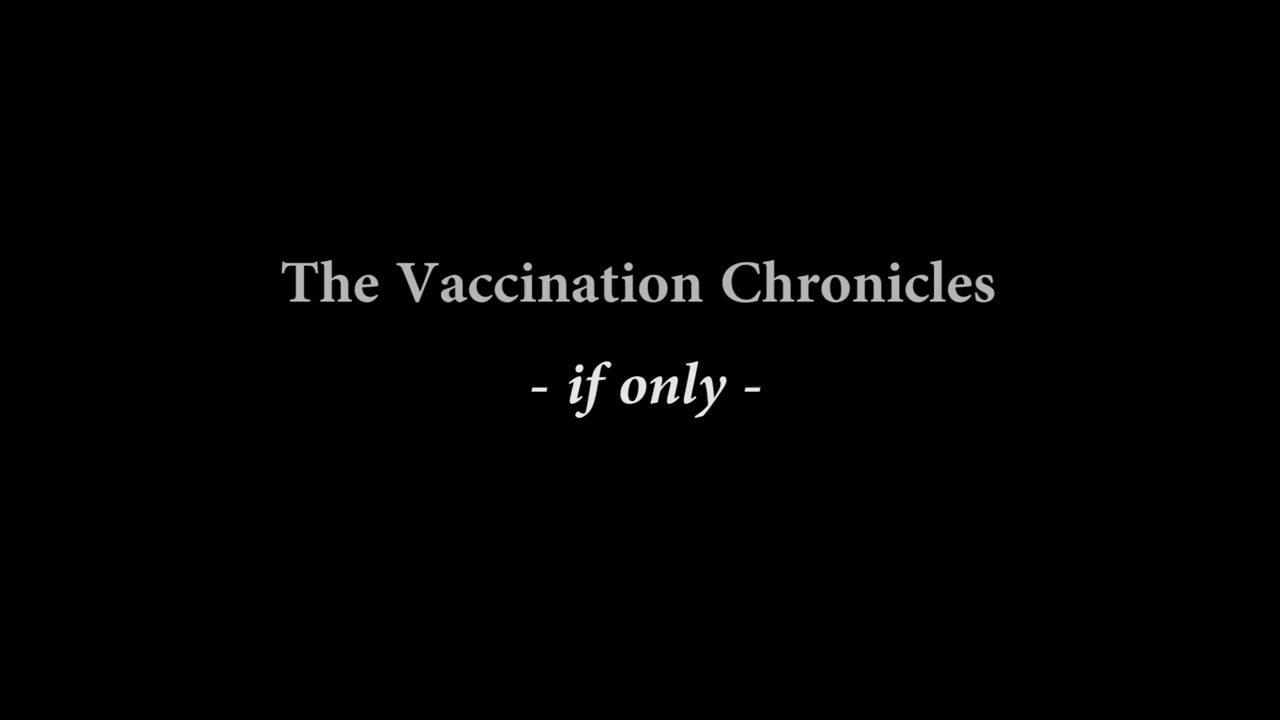 The Vaccination Chronicles
- if only -